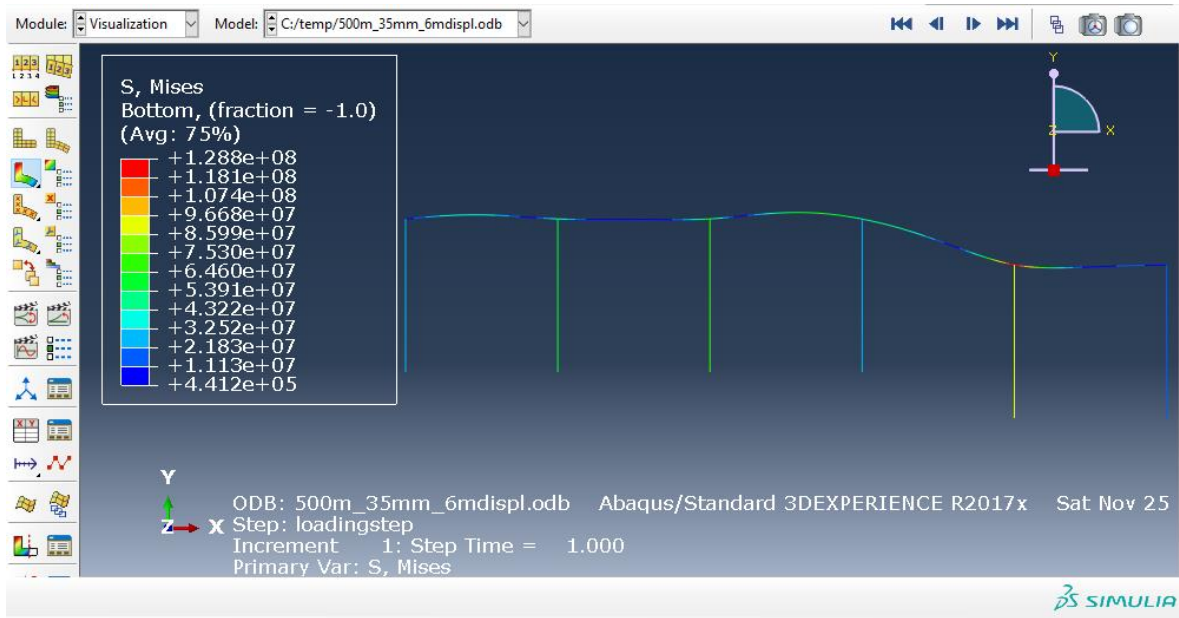 Module: Visualization Model: C:/temp/500m_35mm_6mdispl.odb
S, Mises
Bottom, (fraction = -1.0)
(Avg: 75%)
+1.288e+08
+1.181e+08
+1.074e+08
+9.668e+07
+8.599e+07
+7.530e+07
+6.460e+07
+5.391e+07
+4.322e+07
+3.252e+07
+2.183e+07
+1.113e+07
+4.412e+05
Y
X
Z
Y
Z X
ODB: 500m_35mm_6mdispl.odb Abaqus/Standard 3DEXPERIENCE R2017x Sat Nov 25
Step: loadingstep
Increment 1: Step Time = 1.000
Primary Var: S, Mises
SIMULIA